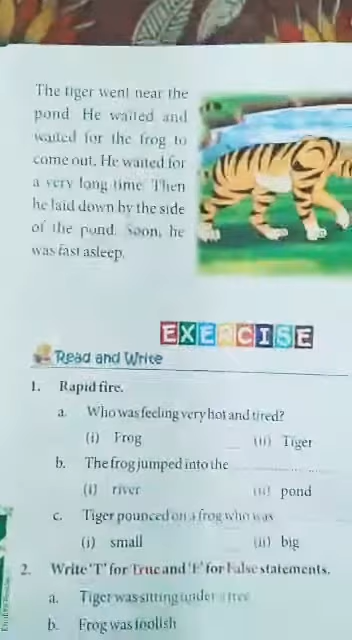 The tiger went near the
pond. He waited and
waited for the frog to
come out. He waited for
a very long time. Then
he laid down by the side
of the pond. Soon, he
was fast asleep.
EXERCISE
Read and Write
1. Rapid fire.
a. Who was feeling very hot and tired?
(i) Frog (ii) Tiger
b. The frog jumped into the
(i) river (ii) pond
c. Tiger pounced on a frog who was
(i) small (ii) big
2. Write 'T' for True and 'F' for False statements.
a. Tiger was sitting under a tree
b. Frog was foolish